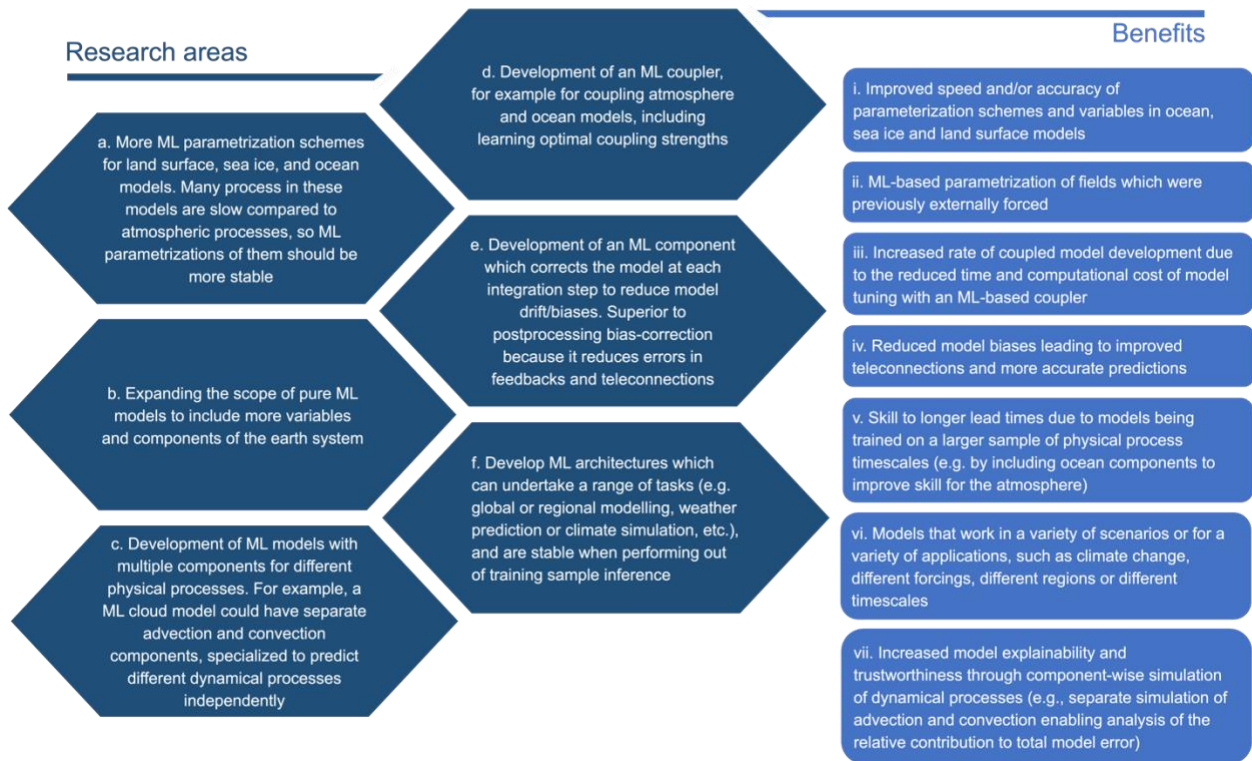 Research areas
a. More ML parametrization schemes
for land surface, sea ice, and ocean
models. Many process in these
models are slow compared to
atmospheric processes, so ML
parametrizations of them should be
more stable
b. Expanding the scope of pure ML
models to include more variables
and components of the earth system
c. Development of ML models with
multiple components for different
physical processes. For example, a
ML cloud model could have separate
advection and convection
components, specialized to predict
different dynamical processes
independently
d. Development of an ML coupler,
for example for coupling atmosphere
and ocean models, including
learning optimal coupling strengths
e. Development of an ML component
which corrects the model at each
integration step to reduce model
drift/biases. Superior to
postprocessing bias-correction
because it reduces errors in
feedbacks and teleconnections
f. Develop ML architectures which
can undertake a range of tasks (e.g.
global or regional modelling, weather
prediction or climate simulation, etc.),
and are stable when performing out
of training sample inference
Benefits
i. Improved speed and/or accuracy of
parameterization schemes and variables in ocean,
sea ice and land surface models
ii. ML-based parametrization of fields which were
previously externally forced
iii. Increased rate of coupled model development due
to the reduced time and computational cost of model
tuning with an ML-based coupler
iv. Reduced model biases leading to improved
teleconnections and more accurate predictions
v. Skill to longer lead times due to models being
trained on a larger sample of physical process
timescales (e.g. by including ocean components to
improve skill for the atmosphere)
vi. Models that work in a variety of scenarios or for a
variety of applications, such as climate change,
different forcings, different regions or different
timescales
vii. Increased model explainability and
trustworthiness through component-wise simulation
of dynamical processes (e.g., separate simulation of
advection and convection enabling analysis of the
relative contribution to total model error)